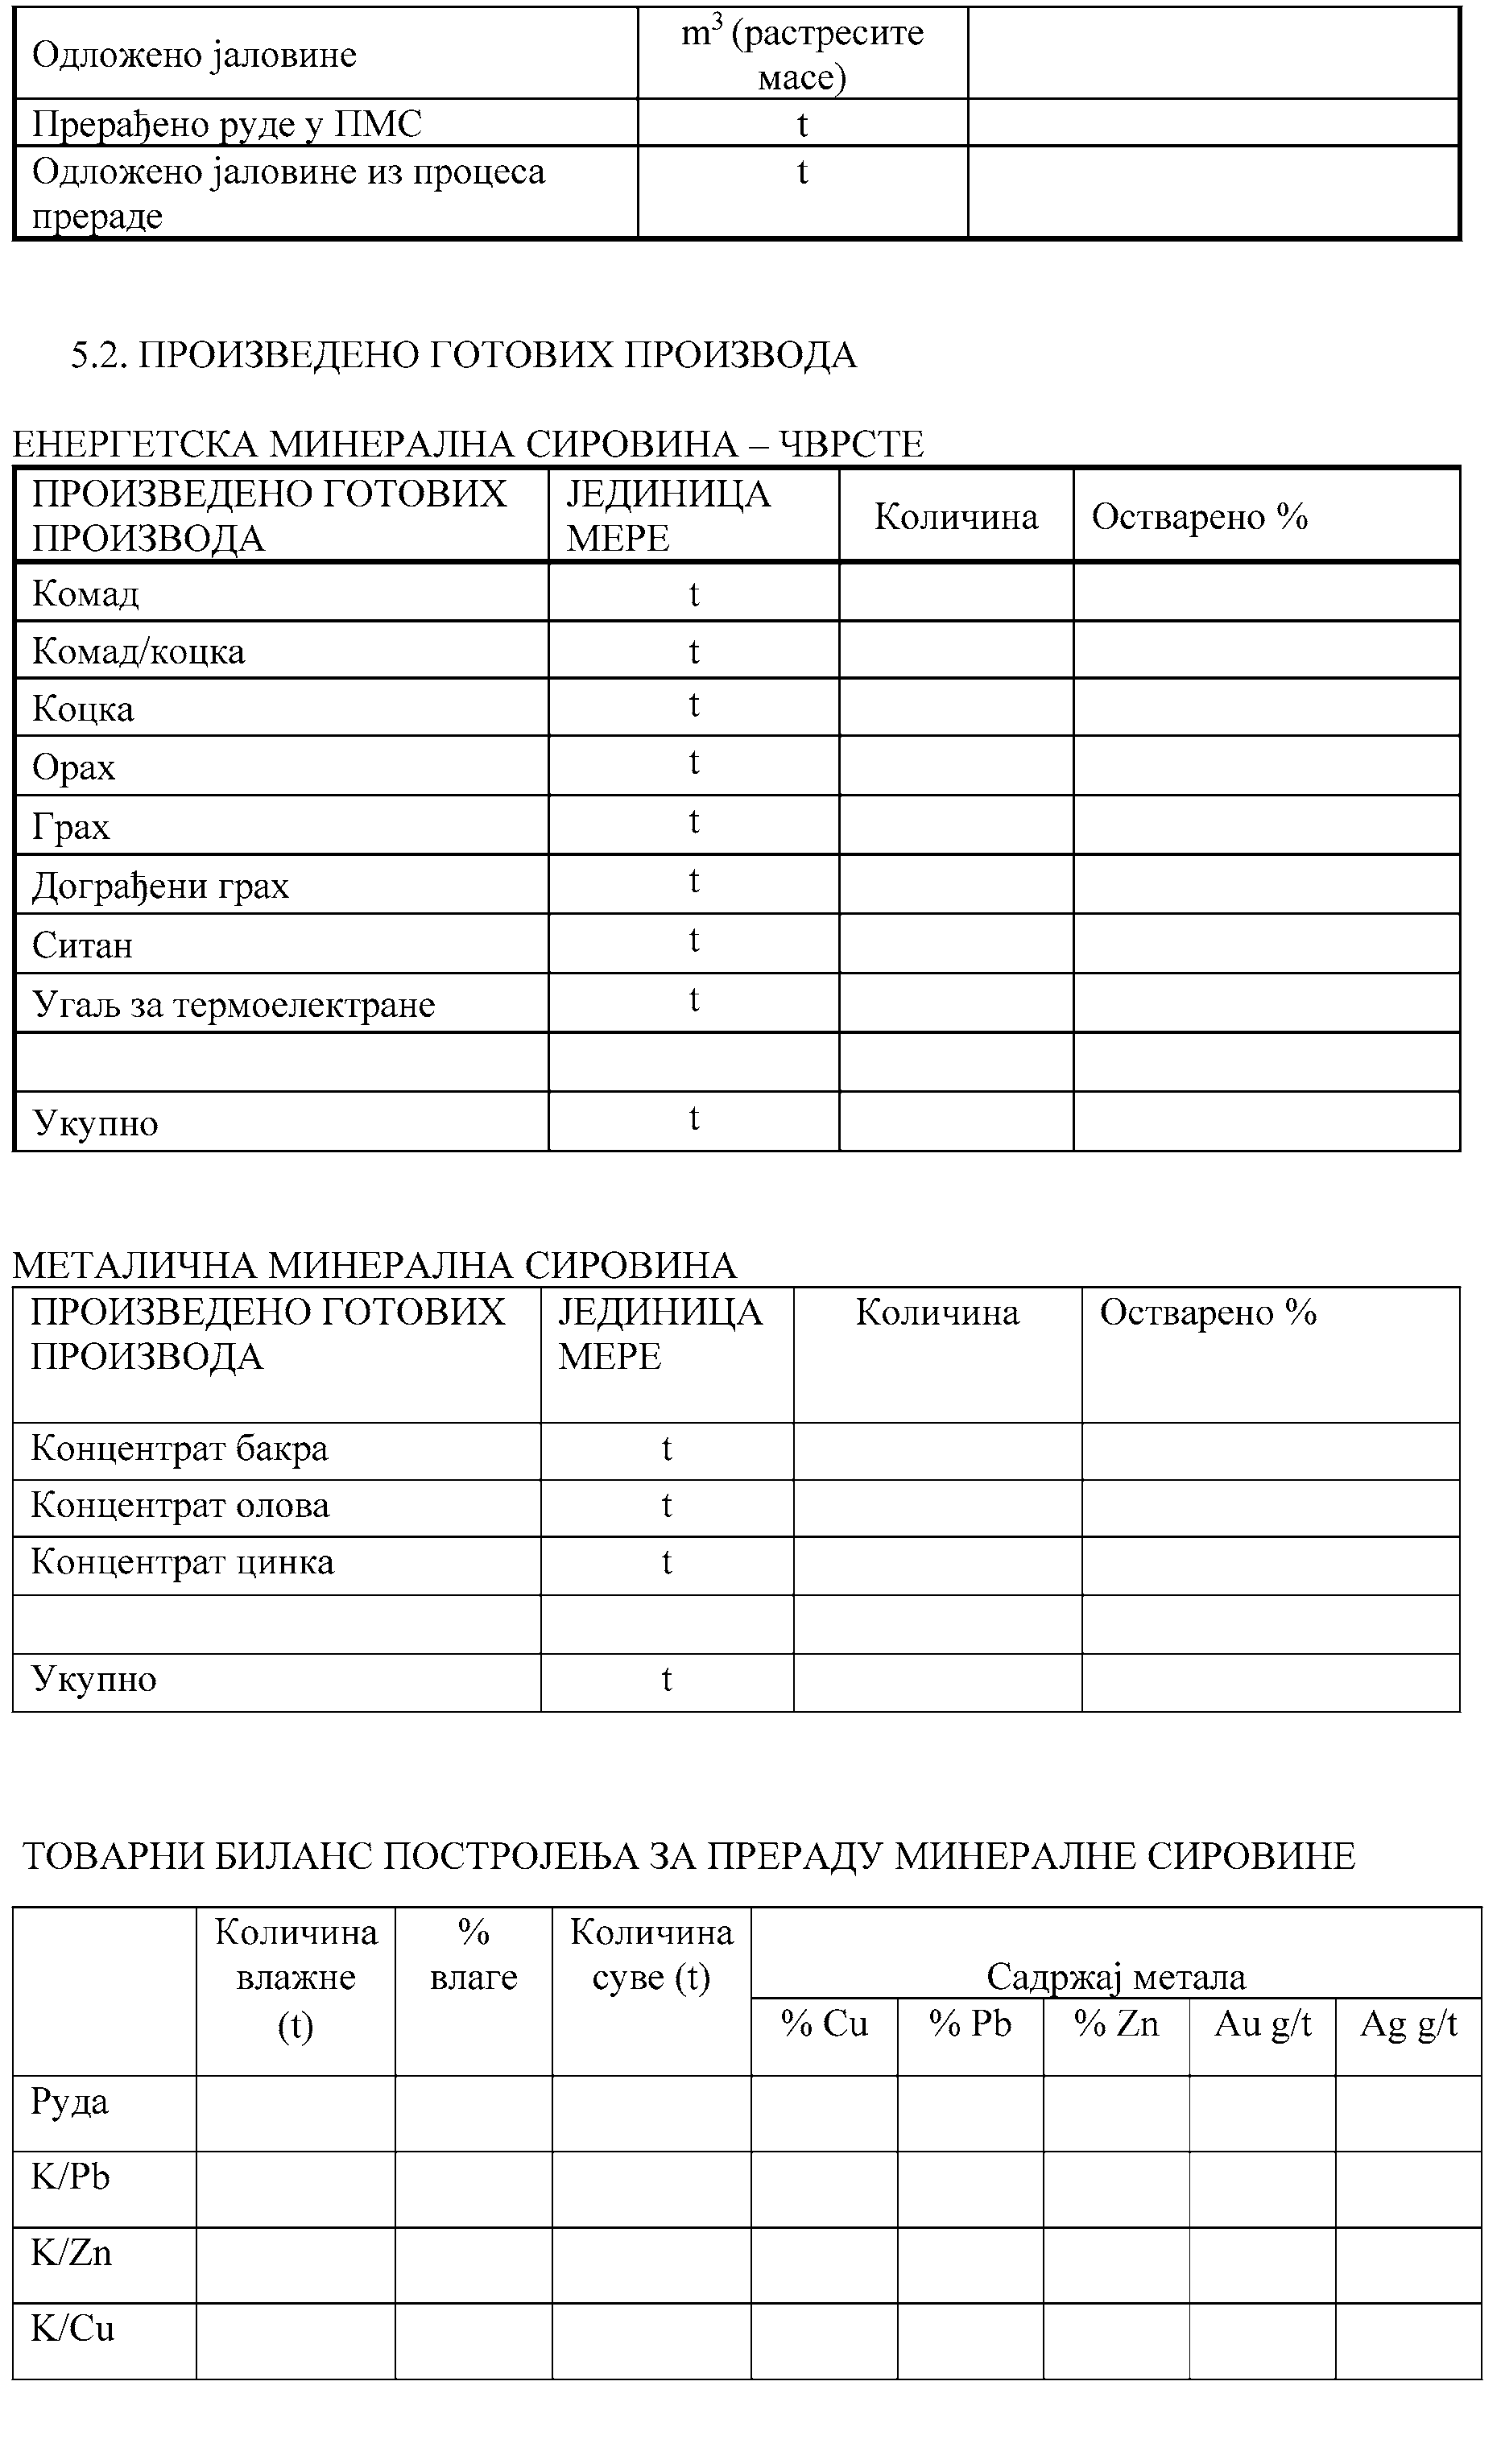 Одложено јаловине
m³ (растресите
масе)
Прерађено руде у ПМС
t
Одложено јаловине из процеса
прераде
t
5.2. ПРОИЗВЕДЕНО ГОТОВИХ ПРОИЗВОДА
ЕНЕРГЕТСКА МИНЕРАЛНА СИРОВИНА – ЧВРСТЕ
ПРОИЗВЕДЕНО ГОТОВИХ
ПРОИЗВОДА
ЈЕДИНИЦА
МЕРЕ
Количина
Остварено %
Комад
t
Комад/коцка
t
Коцка
t
Орах
t
Грах
t
Дограђени грах
t
Ситан
t
Угаљ за термоелектране
t
Укупно
t
МЕТАЛИЧНА МИНЕРАЛНА СИРОВИНА
ПРОИЗВЕДЕНО ГОТОВИХ
ПРОИЗВОДА
ЈЕДИНИЦА
МЕРЕ
Количина
Остварено %
Концентрат бакра
t
Концентрат олова
t
Концентрат цинка
t
Укупно
t
ТОВАРНИ БИЛАНС ПОСТРОЈЕЊА ЗА ПРЕРАДУ МИНЕРАЛНЕ СИРОВИНЕ
Количина
влажне
(t)
%
влаге
Количина
суве (t)
Садржај метала
% Cu
% Pb
% Zn
Au g/t
Ag g/t
Руда
K/Pb
K/Zn
K/Cu